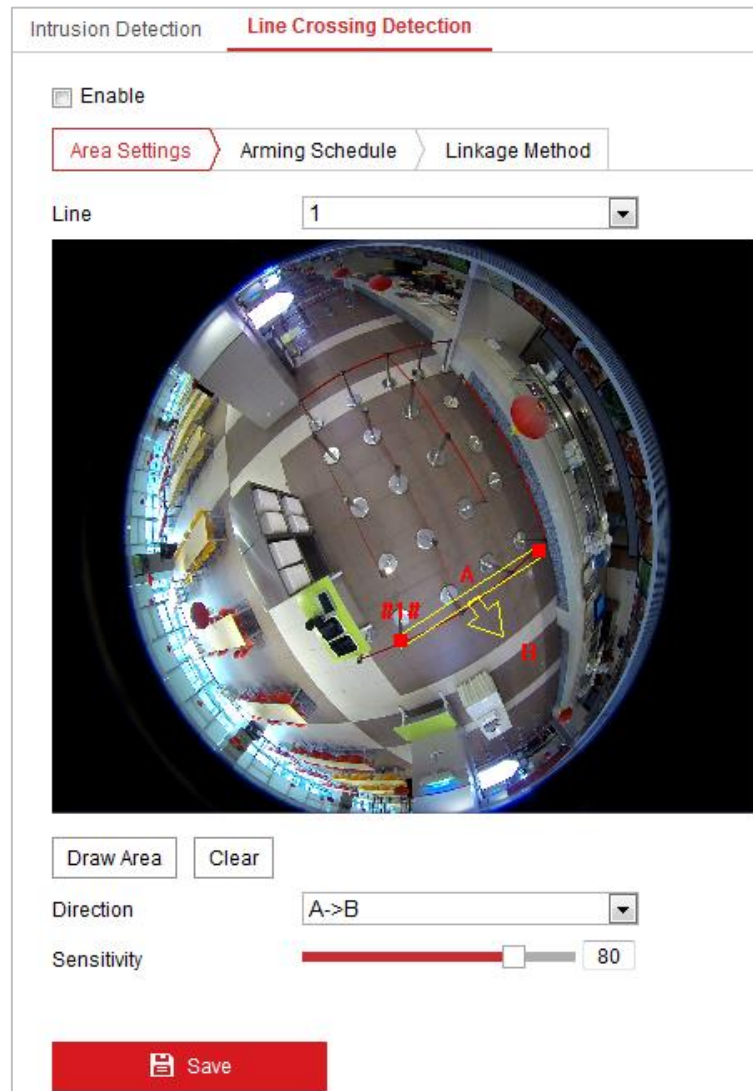 Intrusion Detection Line Crossing Detection
Enable
Area Settings Arming Schedule Linkage Method
Line 1
A
#1#
B
Draw Area Clear
Direction A->B
Sensitivity 80
Save